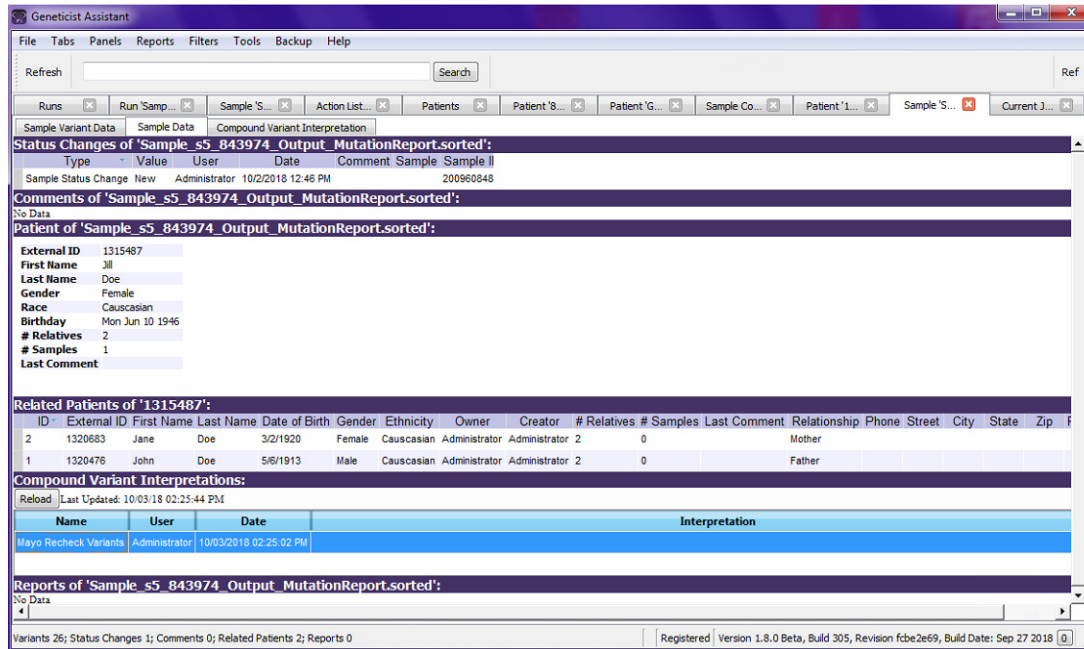 Geneticist Assistant
File Tabs Panels Reports Filters Tools Backup Help
Refresh Search Ref
Runs Run 'Samp... Sample 'S... Action List... Patients Patient '8... Patient 'G... Sample Co... Patient '1... Sample 'S... Current J...
Sample Variant Data Sample Data Compound Variant Interpretation
Status Changes of 'Sample_s5_843974_Output_MutationReport.sorted':
Type Value User Date Comment Sample Sample II
Sample Status Change New Administrator 10/2/2018 12:46 PM 200960848
Comments of 'Sample_s5_843974_Output_MutationReport.sorted':
No Data
Patient of 'Sample_s5_843974_Output_MutationReport.sorted':
External ID 1315487
First Name Jill
Last Name Doe
Gender Female
Race Causcasian
Birthday Mon Jun 10 1946
# Relatives 2
# Samples 1
Last Comment
Related Patients of '1315487':
ID External ID First Name Last Name Date of Birth Gender Ethnicity Owner Creator # Relatives # Samples Last Comment Relationship Phone Street City State Zip F
2 1320683 Jane Doe 3/2/1920 Female Causcasian Administrator Administrator 2 0 Mother
1 1320476 John Doe 5/6/1913 Male Causcasian Administrator Administrator 2 0 Father
Compound Variant Interpretations:
Reload Last Updated: 10/03/18 02:25:44 PM
Name User Date Interpretation
Mayo Recheck Variants Administrator 10/03/2018 02:25:02 PM
Reports of 'Sample_s5_843974_Output_MutationReport.sorted':
No Data
Variants 26; Status Changes 1; Comments 0; Related Patients 2; Reports 0 Registered Version 1.8.0 Beta, Build 305, Revision fcbe2e69, Build Date: Sep 27 2018 0